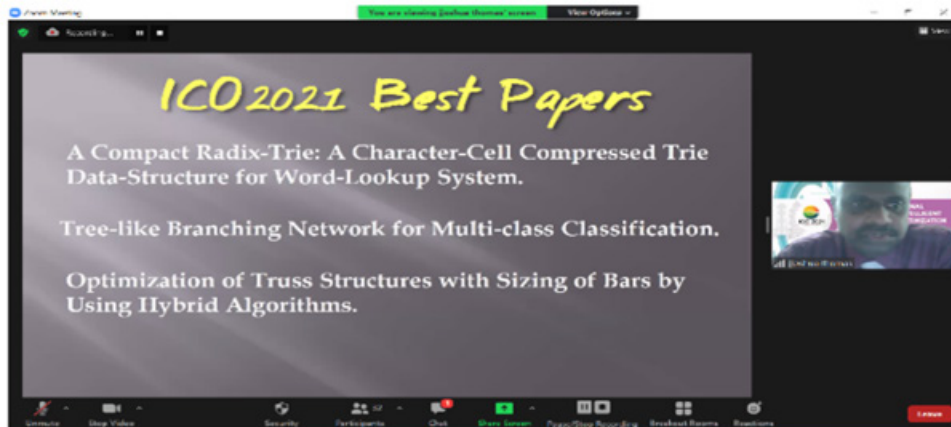 Zoom Meeting
You are viewing joshua thomas' screen View Options
Recording...
View
ICO2021 Best Papers
A Compact Radix-Trie: A Character-Cell Compressed Trie
Data-Structure for Word-Lookup System.
Tree-like Branching Network for Multi-class Classification.
Optimization of Truss Structures with Sizing of Bars by
Using Hybrid Algorithms.
joshua thomas
Unmute Stop Video Security Participants Chat Share Screen Pause/Stop Recording Breakout Rooms Reactions
Leave